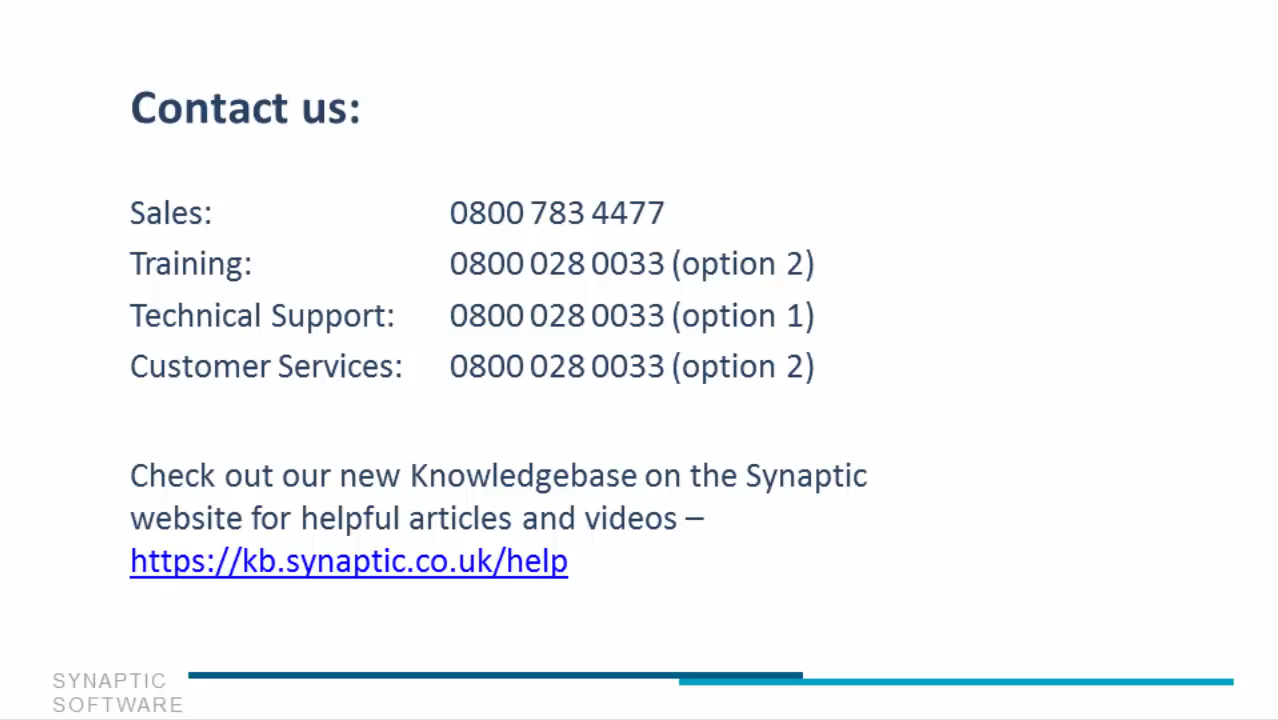 Contact us:
Sales: 0800 783 4477
Training: 0800 028 0033 (option 2)
Technical Support: 0800 028 0033 (option 1)
Customer Services: 0800 028 0033 (option 2)
Check out our new Knowledgebase on the Synaptic
website for helpful articles and videos –
https://kb.synaptic.co.uk/help
SYNAPTIC
SOFTWARE